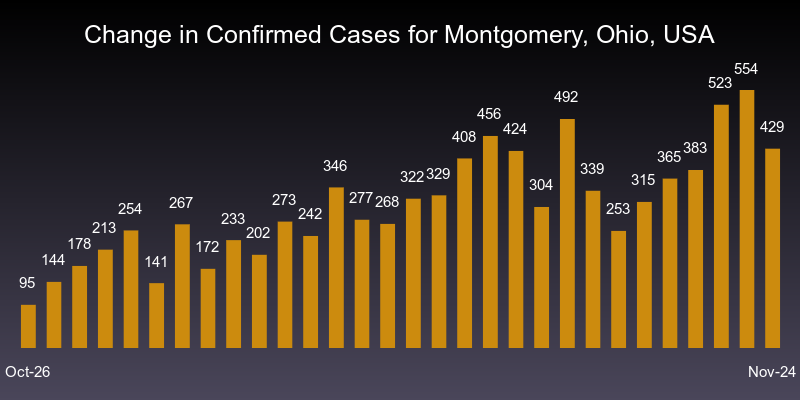 Change in Confirmed Cases for Montgomery, Ohio, USA
95 144 178 213 254 141 267 172 233 202 273 242 346 277 268 322 329 408 456 424 304 492 339 253 315 365 383 523 554 429
Oct-26 Nov-24